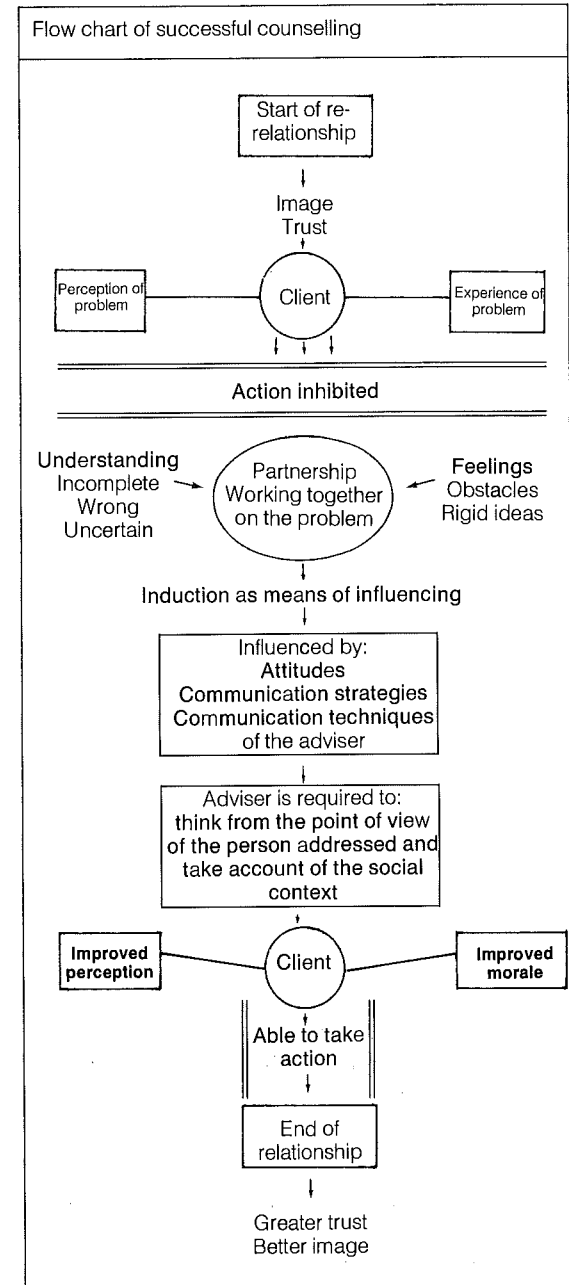 Flow chart of successful counselling
Start of re-
relationship
Image
Trust
Perception of
problem
Client
Experience of
problem
Action inhibited
Understanding
Incomplete
Wrong
Uncertain
Partnership
Working together
on the problem
Feelings
Obstacles
Rigid ideas
Induction as means of influencing
Influenced by:
Attitudes
Communication strategies
Communication techniques
of the adviser
Adviser is required to:
think from the point of view
of the person addressed and
take account of the social
context
Improved
perception
Client
Improved
morale
Able to take
action
End of
relationship
Greater trust
Better image